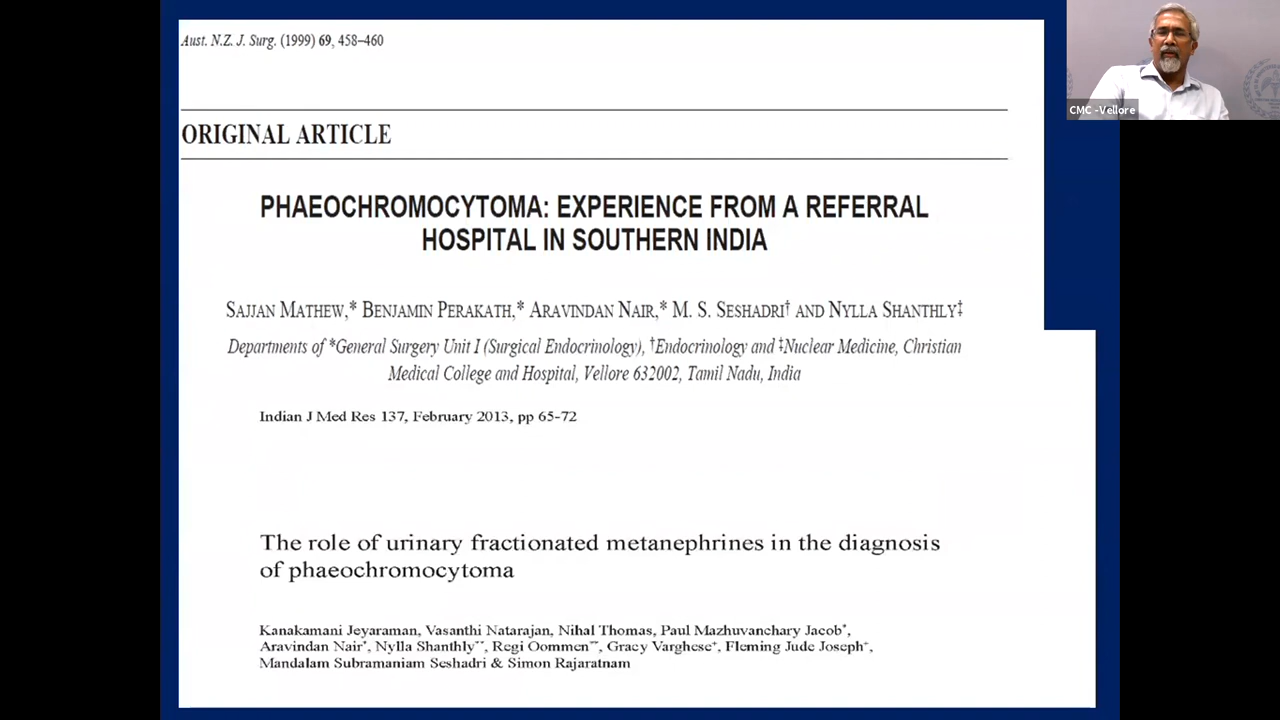 Aust. N.Z. J. Surg. (1999) 69, 458–460
CMC -Vellore
ORIGINAL ARTICLE
PHAEOCHROMOCYTOMA: EXPERIENCE FROM A REFERRAL
HOSPITAL IN SOUTHERN INDIA
SAJJAN MATHEW,* BENJAMIN PERAKATH,* ARAVINDAN NAIR,* M. S. SESHADRI† AND NYLLA SHANTHLY‡
Departments of *General Surgery Unit I (Surgical Endocrinology), †Endocrinology and ‡Nuclear Medicine, Christian
Medical College and Hospital, Vellore 632002, Tamil Nadu, India
Indian J Med Res 137, February 2013, pp 65-72
The role of urinary fractionated metanephrines in the diagnosis
of phaeochromocytoma
Kanakamani Jeyaraman, Vasanthi Natarajan, Nihal Thomas, Paul Mazhuvanchary Jacob*,
Aravindan Nair*, Nylla Shanthly**, Regi Oommen**, Gracy Varghese+, Fleming Jude Joseph+,
Mandalam Subramaniam Seshadri & Simon Rajaratnam